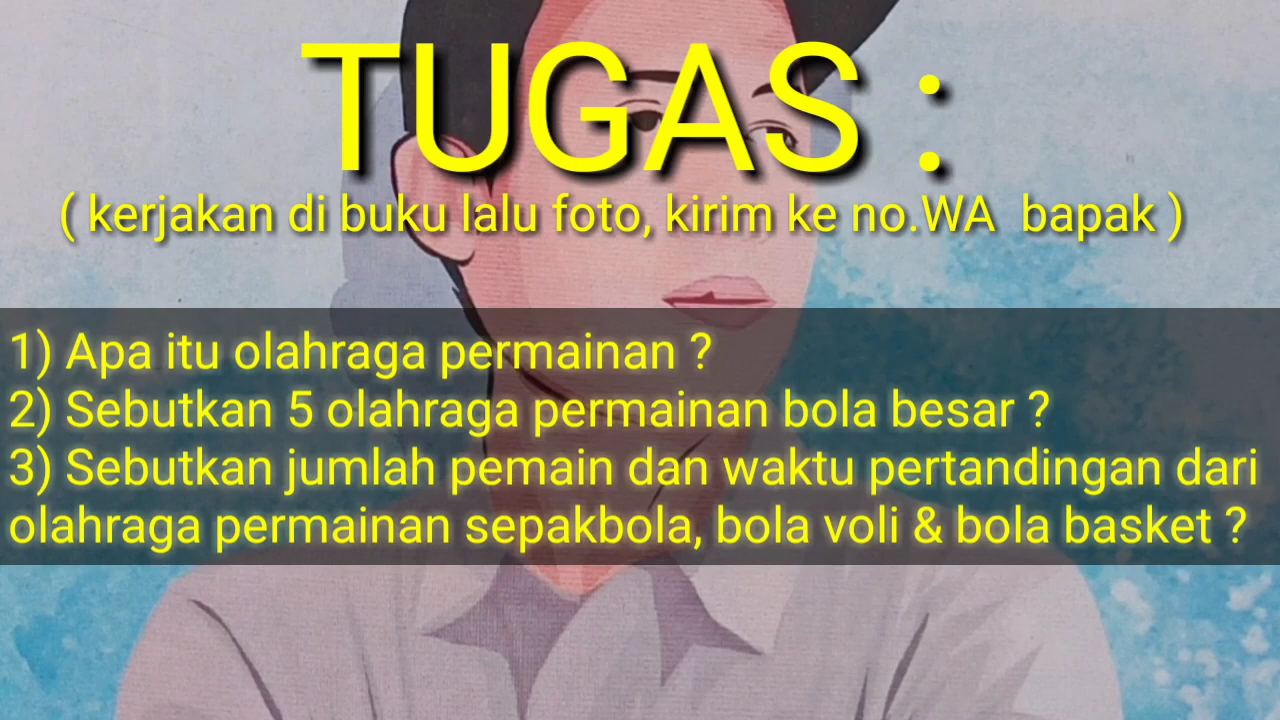 TUGAS :
( kerjakan di buku lalu foto, kirim ke no.WA bapak )
1) Apa itu olahraga permainan ?
2) Sebutkan 5 olahraga permainan bola besar ?
3) Sebutkan jumlah pemain dan waktu pertandingan dari
olahraga permainan sepakbola, bola voli & bola basket ?